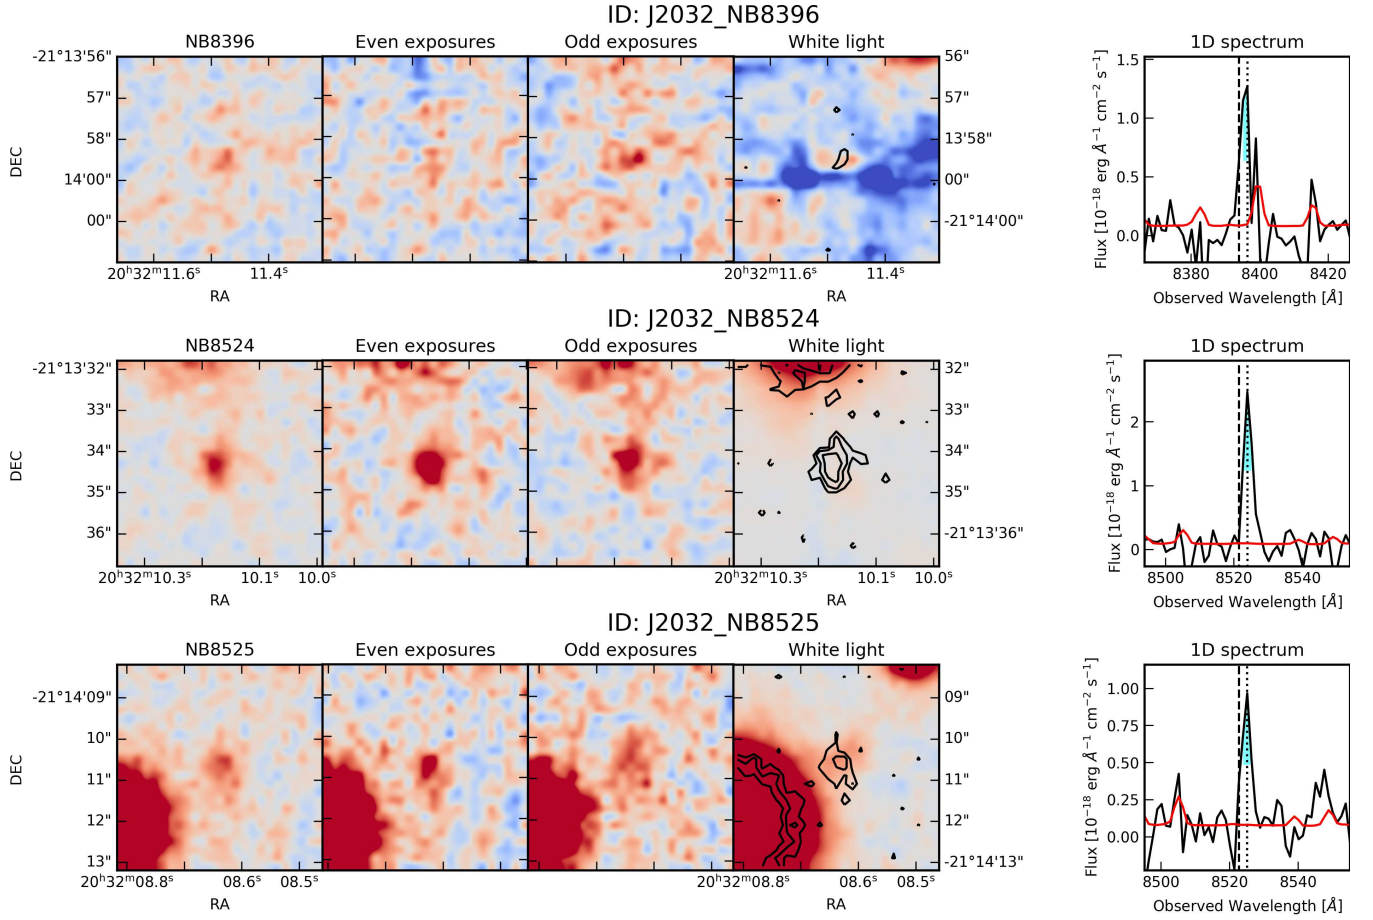 ID: J2032_NB8396
NB8396 Even exposures Odd exposures White light 1D spectrum
-21°13'56" 56" 1.5
57" 57"
58" 13'58" 1.0
14'00" 00" 0.5
00" -21°14'00" 0.0
DEC
Flux [10⁻¹⁸ erg Å⁻¹ cm⁻² s⁻¹]
20ʰ32ᵐ11.6ˢ 11.4ˢ 20ʰ32ᵐ11.6ˢ 11.4ˢ 8380 8400 8420
RA RA Observed Wavelength [Å]
ID: J2032_NB8524
NB8524 Even exposures Odd exposures White light 1D spectrum
-21°13'32" 32"
33" 33" 2
34" 34"
35" 35" 1
36" -21°13'36" 0
DEC
Flux [10⁻¹⁸ erg Å⁻¹ cm⁻² s⁻¹]
20ʰ32ᵐ10.3ˢ 10.1ˢ 10.0ˢ 20ʰ32ᵐ10.3ˢ 10.1ˢ 10.0ˢ 8500 8520 8540
RA RA Observed Wavelength [Å]
ID: J2032_NB8525
NB8525 Even exposures Odd exposures White light 1D spectrum
-21°14'09" 09" 1.00
10" 10" 0.75
11" 11" 0.50
12" 12" 0.25
13" -21°14'13" 0.00
DEC
Flux [10⁻¹⁸ erg Å⁻¹ cm⁻² s⁻¹]
20ʰ32ᵐ08.8ˢ 08.6ˢ 08.5ˢ 20ʰ32ᵐ08.8ˢ 08.6ˢ 08.5ˢ 8500 8520 8540
RA RA Observed Wavelength [Å]